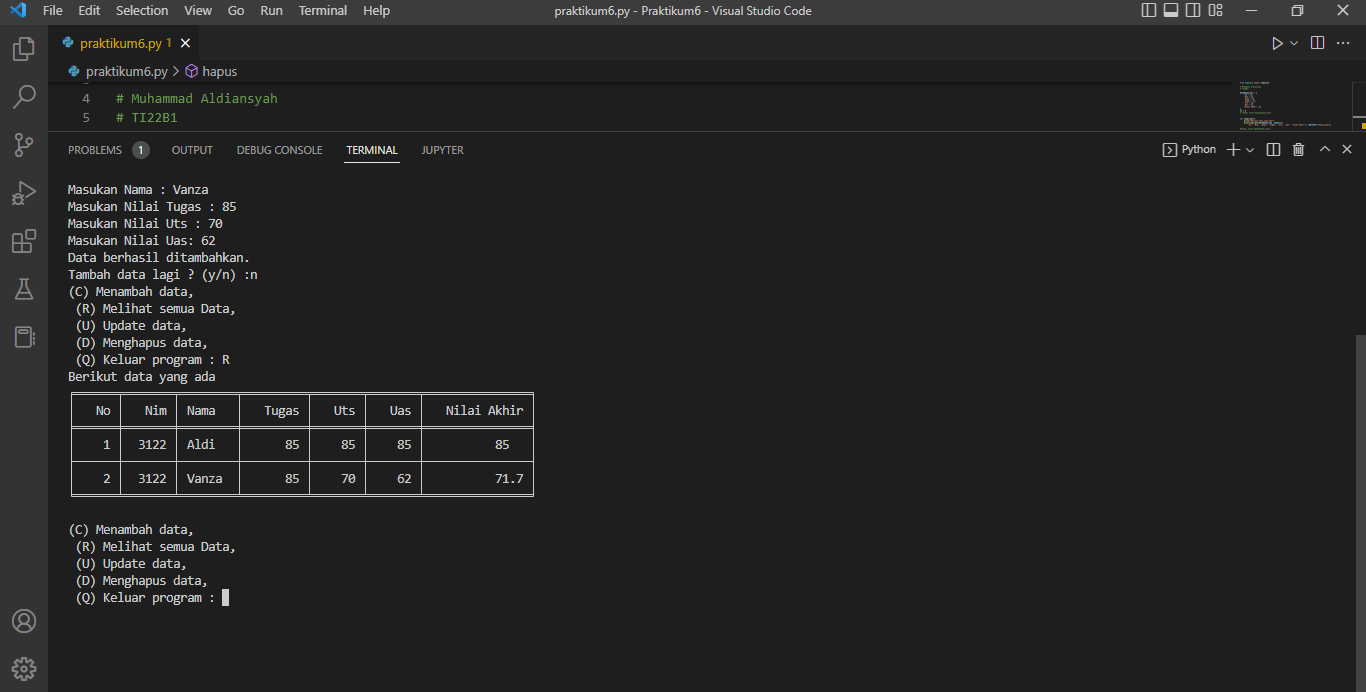 File Edit Selection View Go Run Terminal Help praktikum6.py - Praktikum6 - Visual Studio Code
praktikum6.py 1
praktikum6.py > hapus
4 # Muhammad Aldiansyah
5 # TI22B1
PROBLEMS 1 OUTPUT DEBUG CONSOLE TERMINAL JUPYTER Python
Masukan Nama : Vanza
Masukan Nilai Tugas : 85
Masukan Nilai Uts : 70
Masukan Nilai Uas: 62
Data berhasil ditambahkan.
Tambah data lagi ? (y/n) :n
(C) Menambah data,
(R) Melihat semua Data,
(U) Update data,
(D) Menghapus data,
(Q) Keluar program : R
Berikut data yang ada
No Nim Nama Tugas Uts Uas Nilai Akhir
1 3122 Aldi 85 85 85 85
2 3122 Vanza 85 70 62 71.7
(C) Menambah data,
(R) Melihat semua Data,
(U) Update data,
(D) Menghapus data,
(Q) Keluar program :